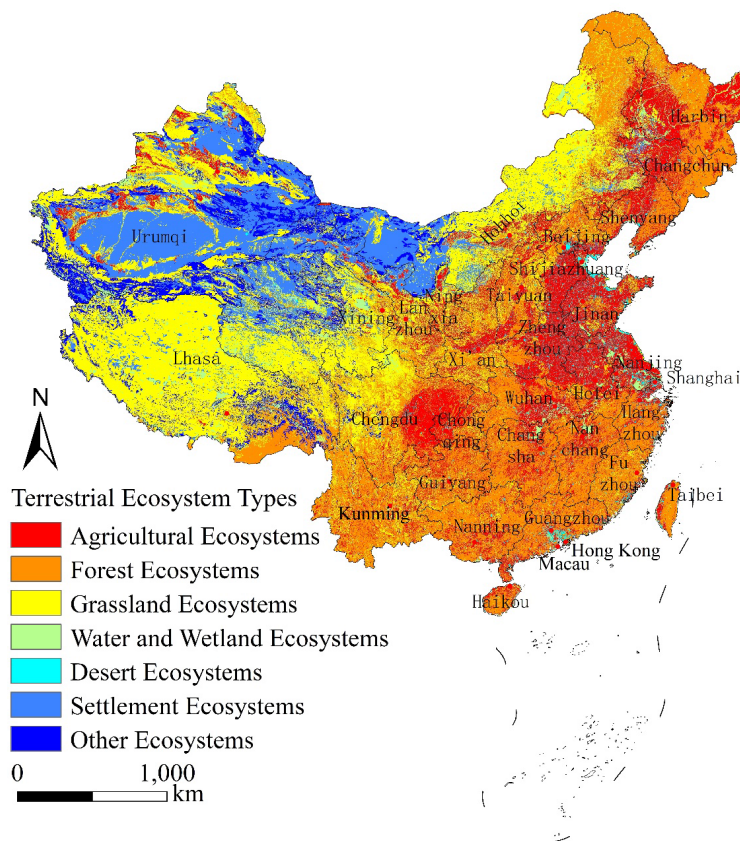 Harbin
Changchun
Shenyang
Hohhot
Beijing
Urumqi
Shijiazhuang
Taiyuan
Ning
xia
Lan
zhou
Xining
Jinan
Zheng
zhou
Lhasa
Xi an
Nanjing
Shanghai
Hefei
Wuhan
Hang
zhou
Chengdu
Chong
qing
Chang
sha
Nan
chang
Fu
zhou
Guiyang
Taibei
Kunming
Nanning
Guangzhou
Hong Kong
Macau
Haikou
N
Terrestrial Ecosystem Types
Agricultural Ecosystems
Forest Ecosystems
Grassland Ecosystems
Water and Wetland Ecosystems
Desert Ecosystems
Settlement Ecosystems
Other Ecosystems
0 1,000
km